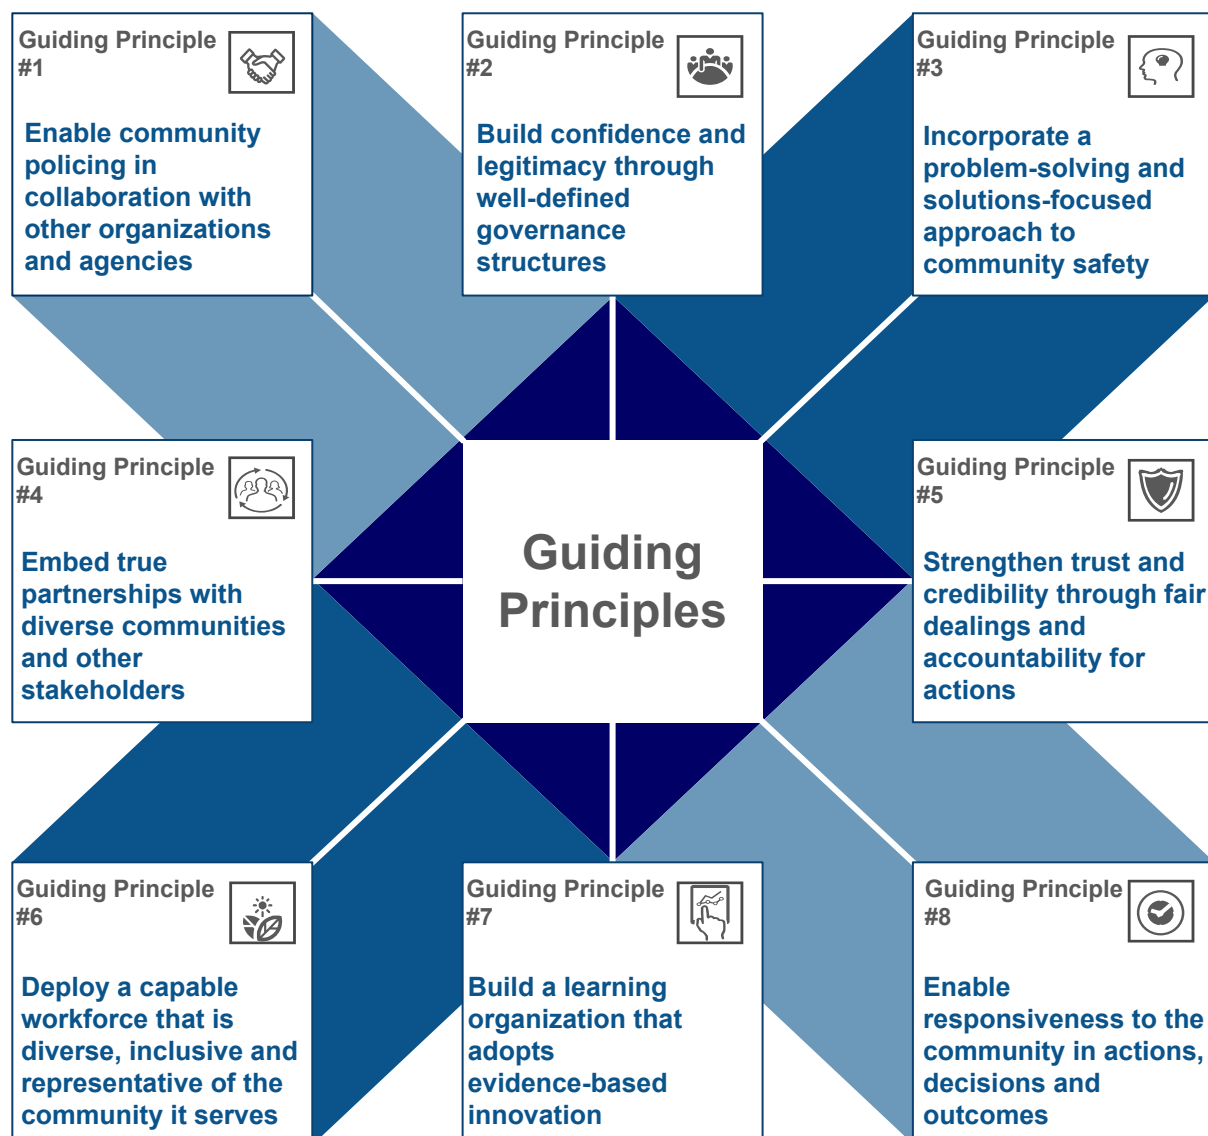 Guiding Principle
#1
Enable community
policing in
collaboration with
other organizations
and agencies
Guiding Principle
#2
Build confidence and
legitimacy through
well-defined
governance
structures
Guiding Principle
#3
Incorporate a
problem-solving and
solutions-focused
approach to
community safety
Guiding Principle
#4
Embed true
partnerships with
diverse communities
and other
stakeholders
Guiding
Principles
Guiding Principle
#5
Strengthen trust and
credibility through fair
dealings and
accountability for
actions
Guiding Principle
#6
Deploy a capable
workforce that is
diverse, inclusive and
representative of the
community it serves
Guiding Principle
#7
Build a learning
organization that
adopts
evidence-based
innovation
Guiding Principle
#8
Enable
responsiveness to the
community in actions,
decisions and
outcomes